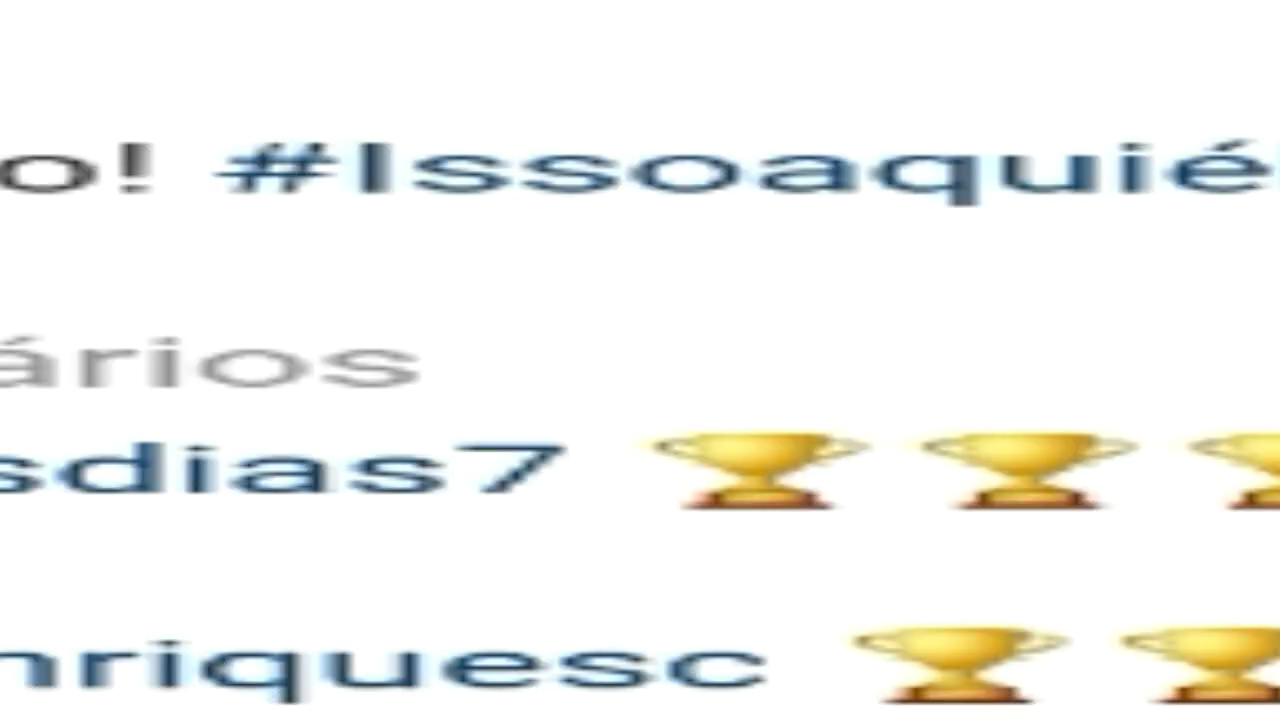 o! #Issoaquié
ários
sdias7 🏆 🏆 🏆
nriquesc 🏆 🏆